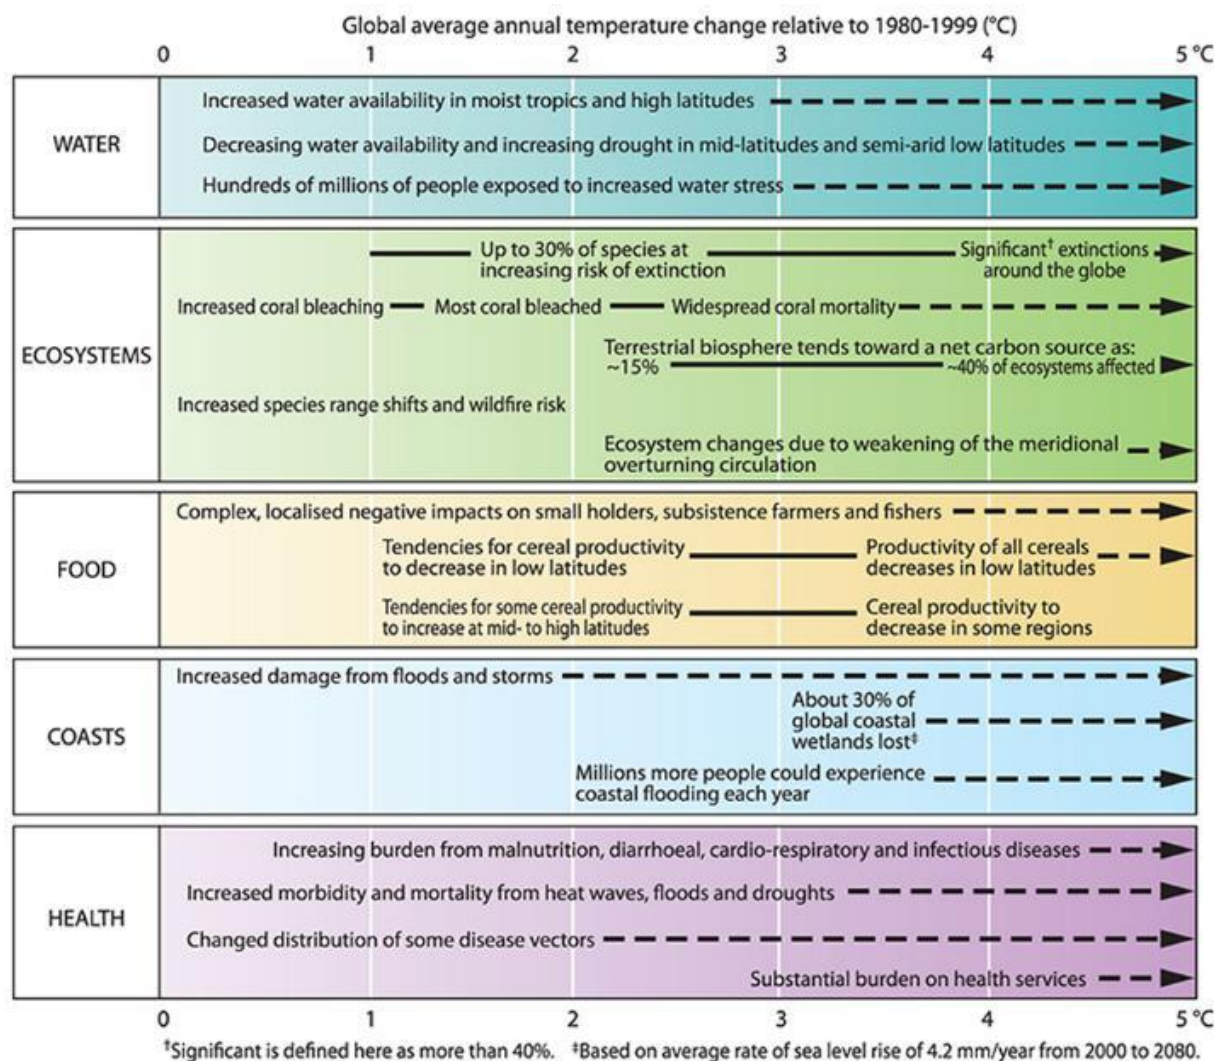 Global average annual temperature change relative to 1980-1999 (°C)
0 1 2 3 4 5 °C
WATER
Increased water availability in moist tropics and high latitudes
Decreasing water availability and increasing drought in mid-latitudes and semi-arid low latitudes
Hundreds of millions of people exposed to increased water stress
ECOSYSTEMS
Up to 30% of species at
increasing risk of extinction
Significant† extinctions
around the globe
Increased coral bleaching Most coral bleached Widespread coral mortality
Terrestrial biosphere tends toward a net carbon source as:
~15% ~40% of ecosystems affected
Increased species range shifts and wildfire risk
Ecosystem changes due to weakening of the meridional
overturning circulation
FOOD
Complex, localised negative impacts on small holders, subsistence farmers and fishers
Tendencies for cereal productivity
to decrease in low latitudes
Productivity of all cereals
decreases in low latitudes
Tendencies for some cereal productivity
to increase at mid- to high latitudes
Cereal productivity to
decrease in some regions
COASTS
Increased damage from floods and storms
About 30% of
global coastal
wetlands lost‡
Millions more people could experience
coastal flooding each year
HEALTH
Increasing burden from malnutrition, diarrhoeal, cardio-respiratory and infectious diseases
Increased morbidity and mortality from heat waves, floods and droughts
Changed distribution of some disease vectors
Substantial burden on health services
0 1 2 3 4 5 °C
†Significant is defined here as more than 40%. ‡Based on average rate of sea level rise of 4.2 mm/year from 2000 to 2080.